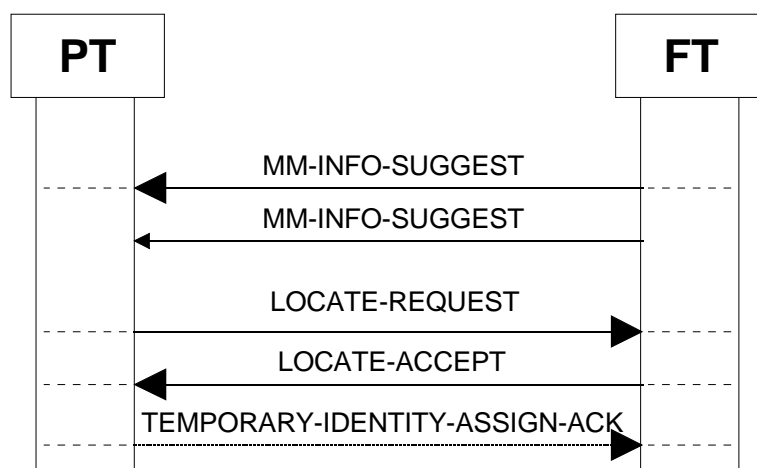 PT
FT
MM-INFO-SUGGEST
MM-INFO-SUGGEST
LOCATE-REQUEST
LOCATE-ACCEPT
TEMPORARY-IDENTITY-ASSIGN-ACK